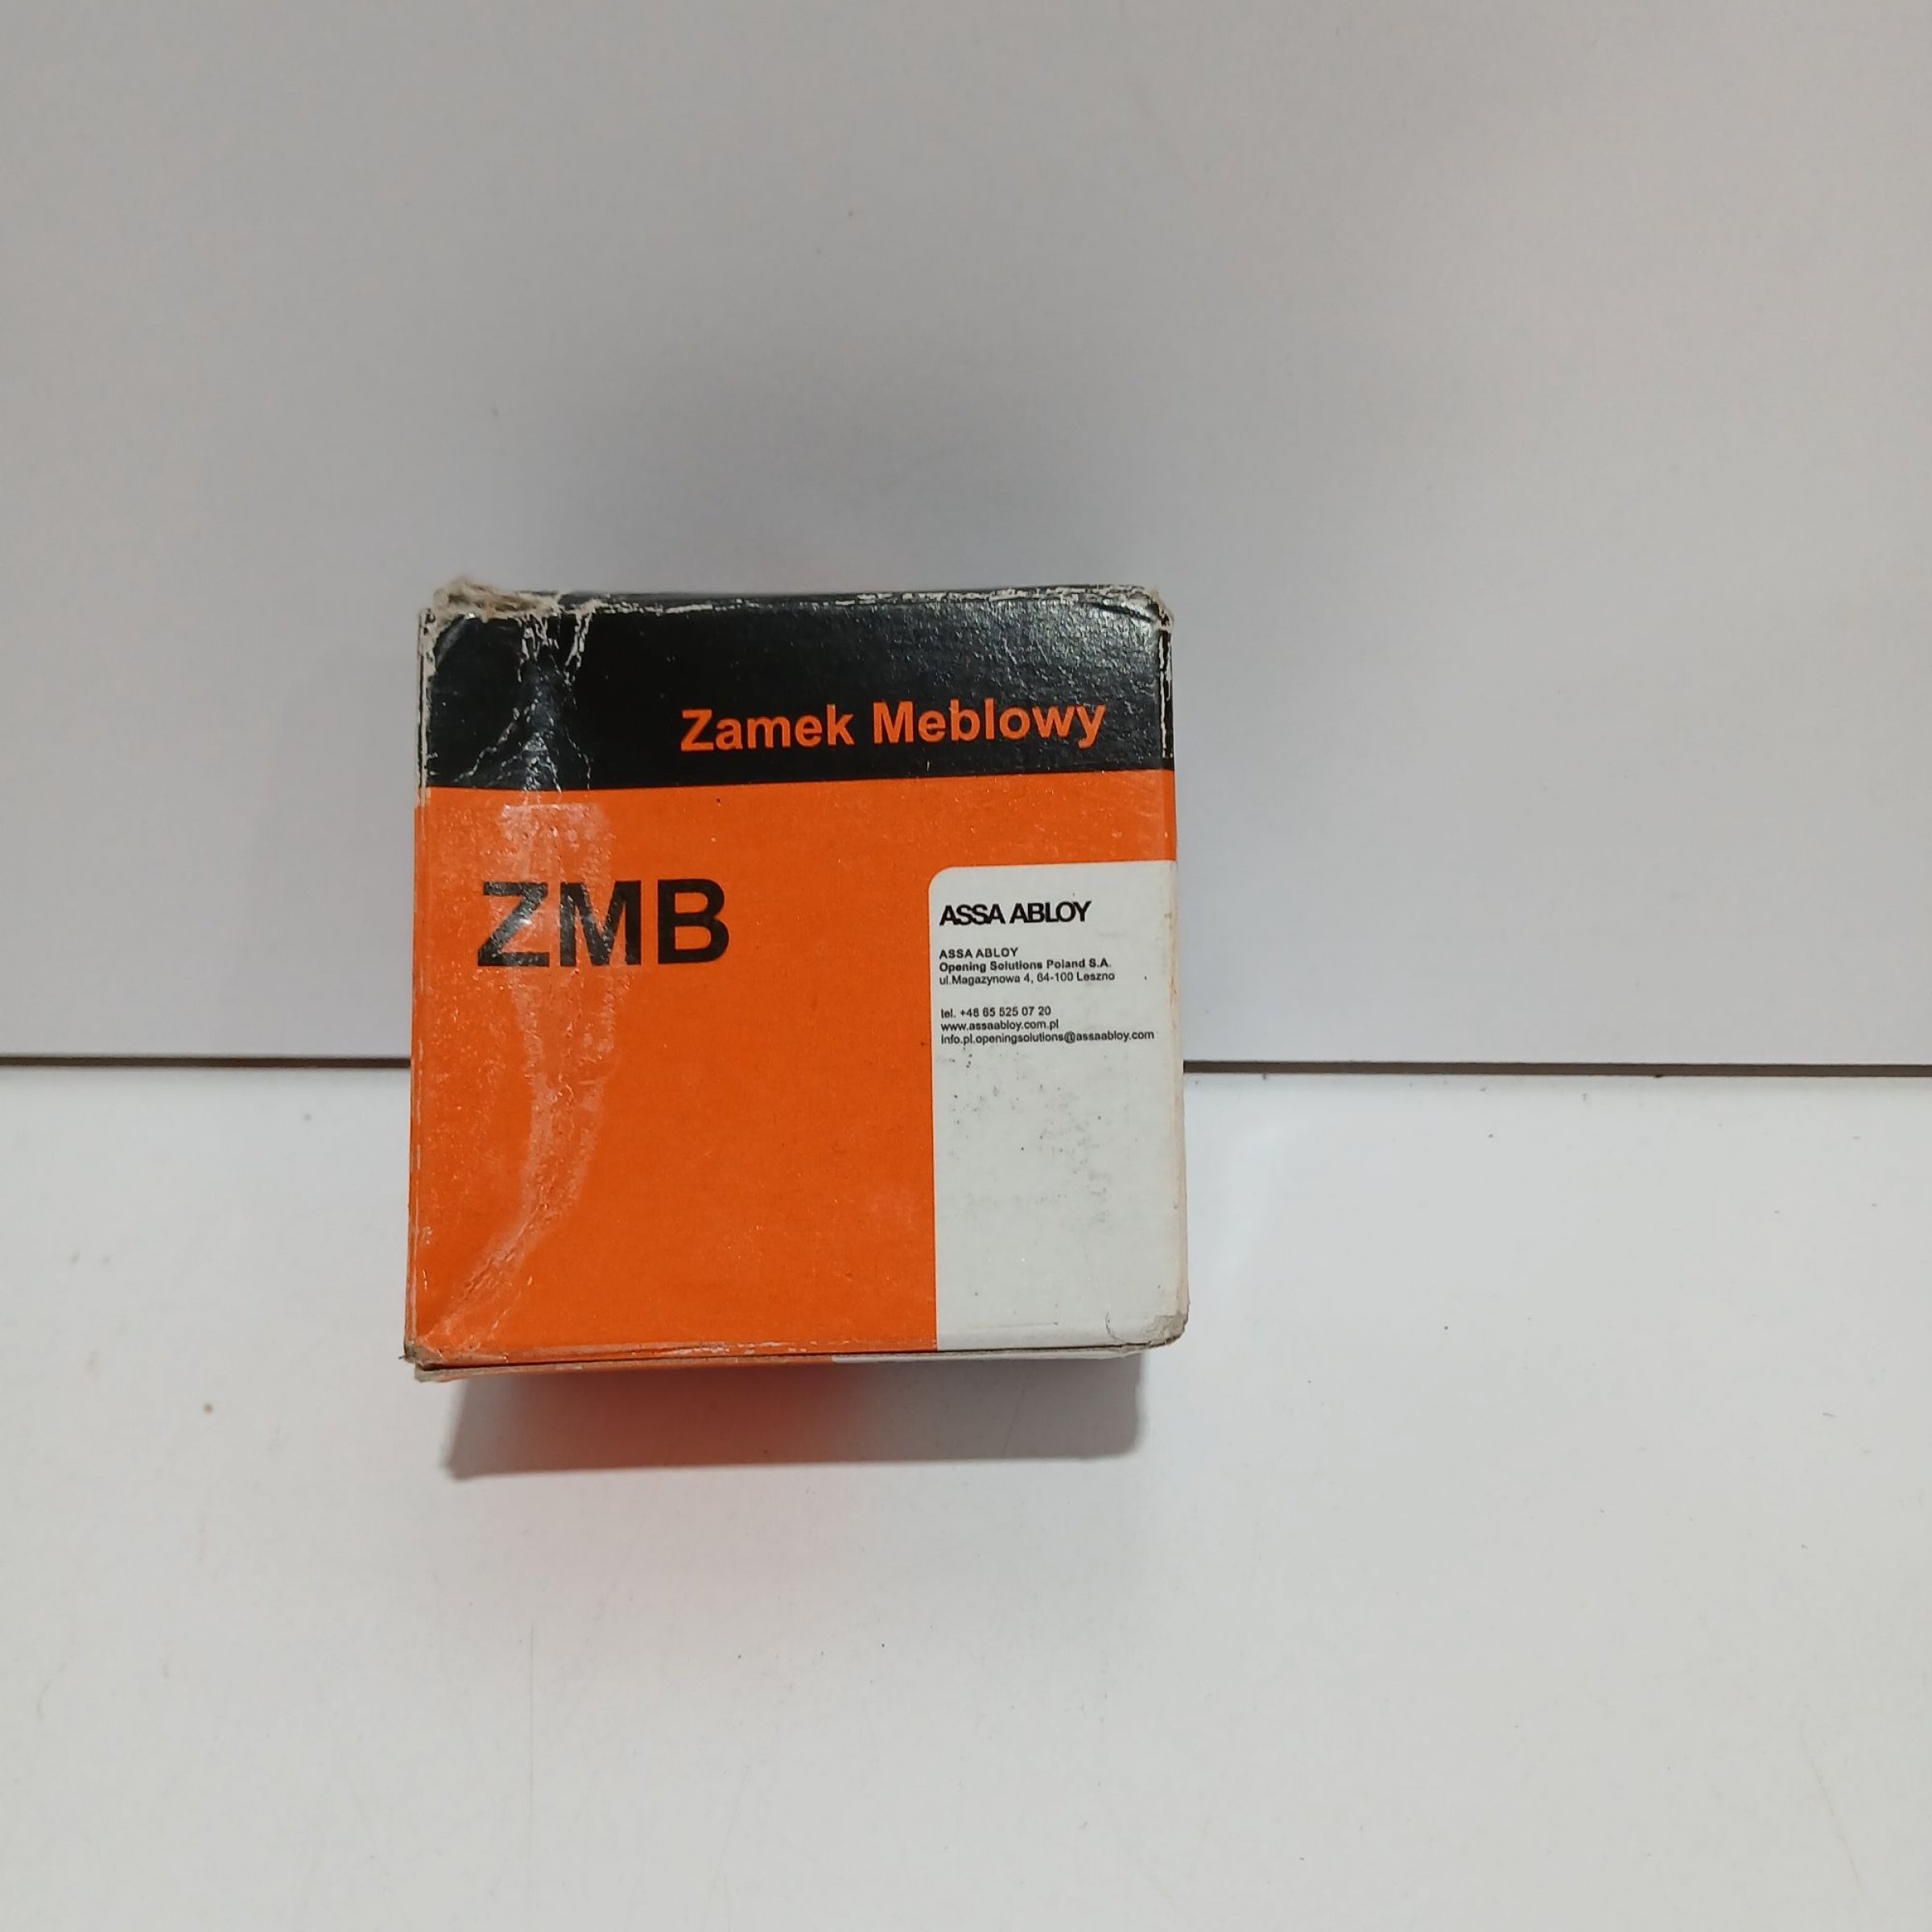 Zamek Meblowy
ZMB
ASSA ABLOY
ASSA ABLOY
Opening Solutions Poland S.A.
ul.Magazynowa 4, 64-100 Leszno
tel. +48 65 525 07 20
www.assaabloy.com.pl
info.pl.openingsolutions@assaabloy.com